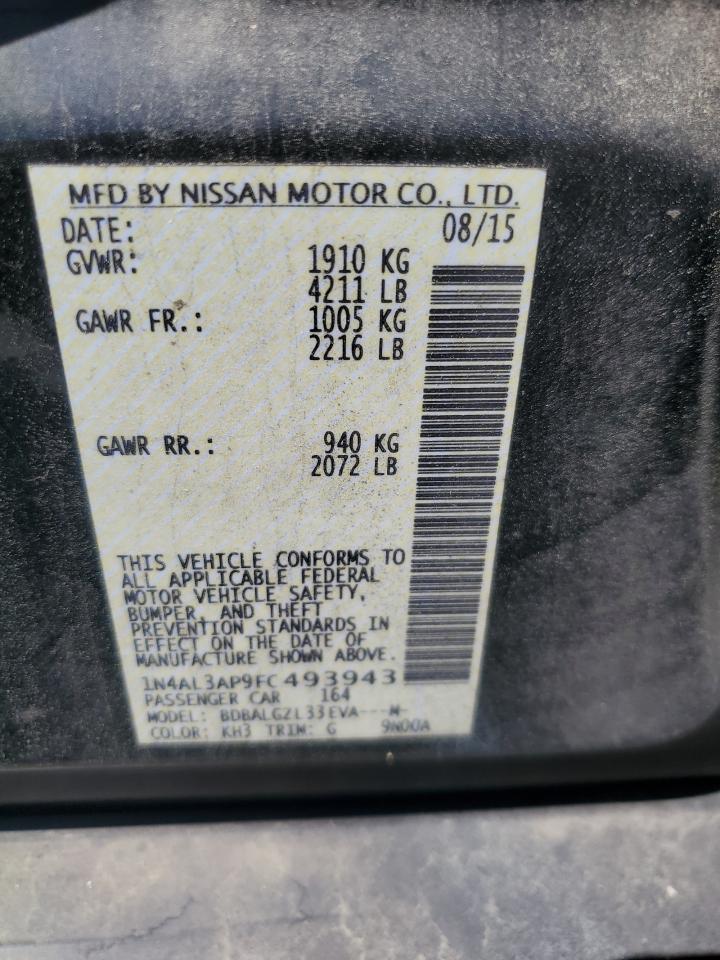 MFD BY NISSAN MOTOR CO., LTD.
DATE: 08/15
GVWR: 1910 KG
4211 LB
GAWR FR.: 1005 KG
2216 LB
GAWR RR.: 940 KG
2072 LB
THIS VEHICLE CONFORMS TO
ALL APPLICABLE FEDERAL
MOTOR VEHICLE SAFETY,
BUMPER, AND THEFT
PREVENTION STANDARDS IN
EFFECT ON THE DATE OF
MANUFACTURE SHOWN ABOVE.
1N4AL3AP9FC493943
PASSENGER CAR 164
MODEL: BDBALGZL33EVA---M-
COLOR: KH3 TRIM: G 9N00A